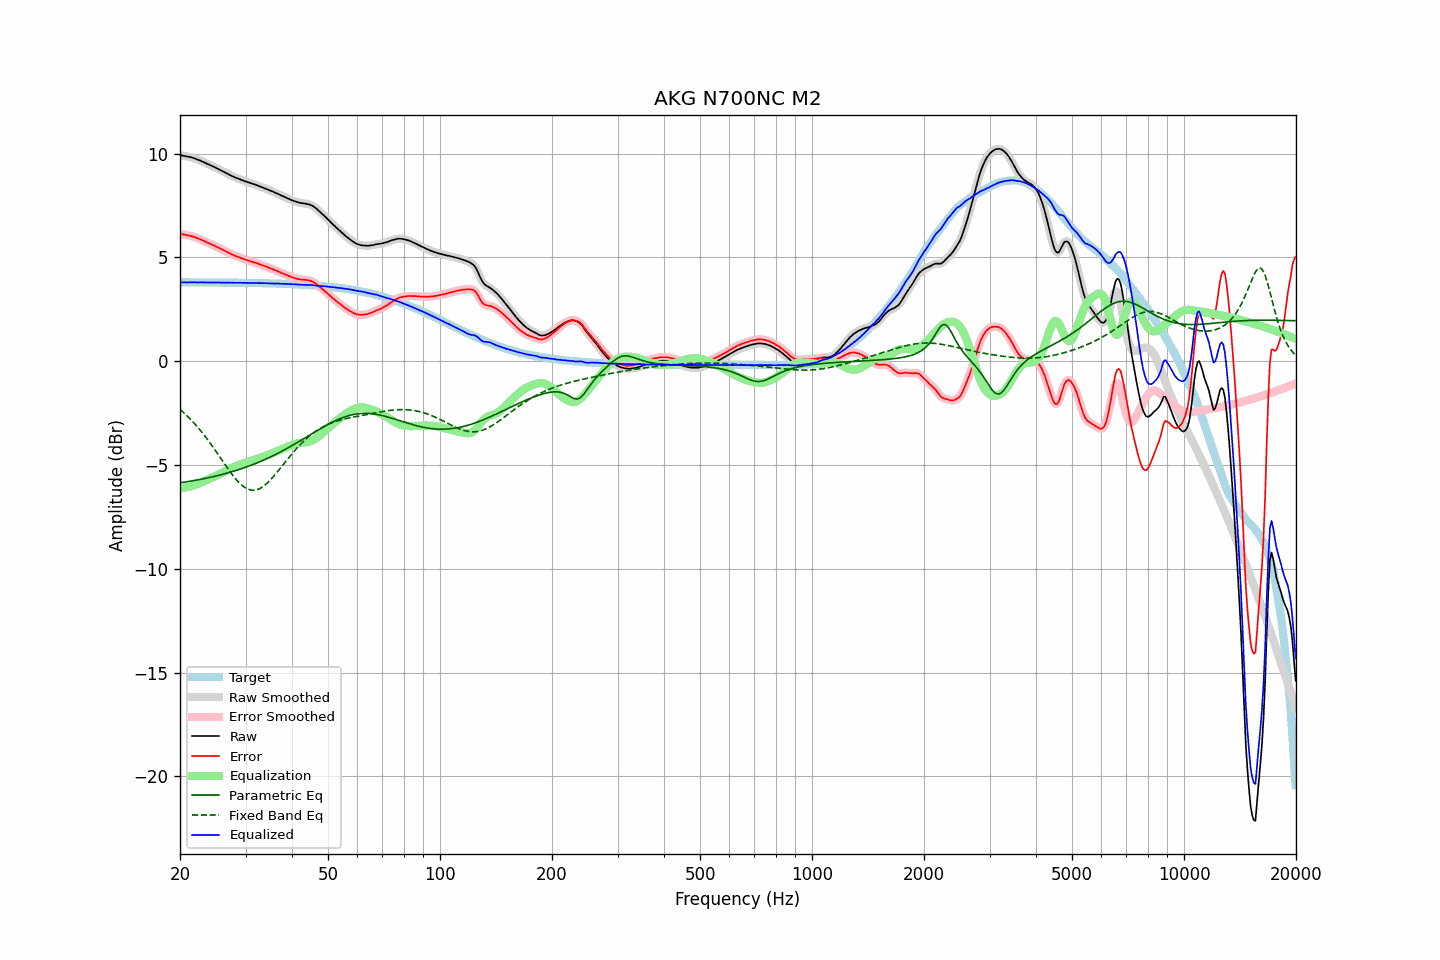 AKG N700NC M2
10
5
0
−5
−10
−15
−20
Amplitude (dBr)
Target
Raw Smoothed
Error Smoothed
Raw
Error
Equalization
Parametric Eq
Fixed Band Eq
Equalized
20 50 100 200 500 1000 2000 5000 10000 20000
Frequency (Hz)